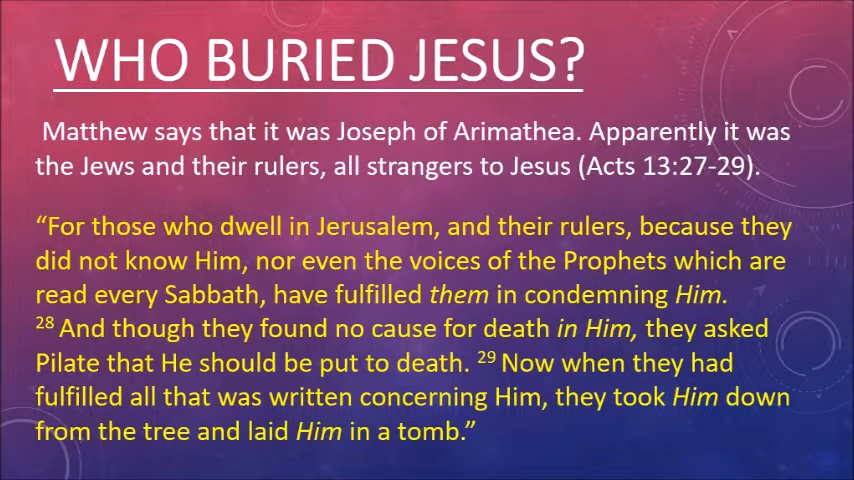 WHO BURIED JESUS?
Matthew says that it was Joseph of Arimathea. Apparently it was
the Jews and their rulers, all strangers to Jesus (Acts 13:27-29).
“For those who dwell in Jerusalem, and their rulers, because they
did not know Him, nor even the voices of the Prophets which are
read every Sabbath, have fulfilled them in condemning Him.
28 And though they found no cause for death in Him, they asked
Pilate that He should be put to death. 29 Now when they had
fulfilled all that was written concerning Him, they took Him down
from the tree and laid Him in a tomb.”